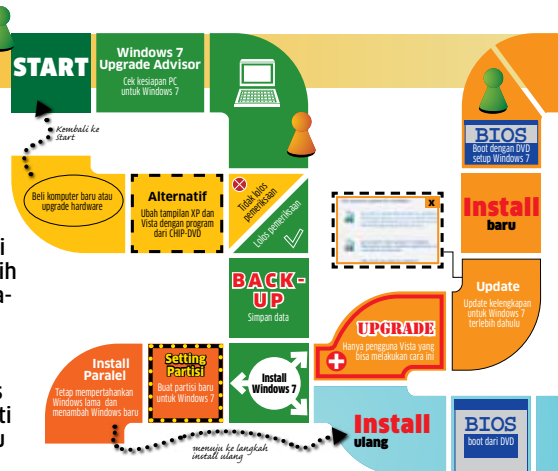 START
Windows 7
Upgrade Advisor
Cek kesiapan PC
untuk Windows 7
Kembali ke
Start
Beli komputer baru atau
upgrade hardware
Alternatif
Ubah tampilan XP dan
Vista dengan program
dari CHIP-DVD
Tidak lolos
pemeriksaan
Lolos pemeriksaan
BACK-
UP
Simpan data
Install
Windows 7
Setting
Partisi
Buat partisi baru
untuk Windows 7
Install
Paralel
Tetap mempertahankan
Windows lama dan
menambah Windows baru
menuju ke langkah
install ulang
UPGRADE
Hanya pengguna Vista yang
bisa melakukan cara ini
Update
Update kelengkapan
untuk Windows 7
terlebih dahulu
x
Install
baru
BIOS
Boot dengan DVD
setup Windows 7
Install
ulang
BIOS
boot dari DVD
i
ih
a-
s
ti
u